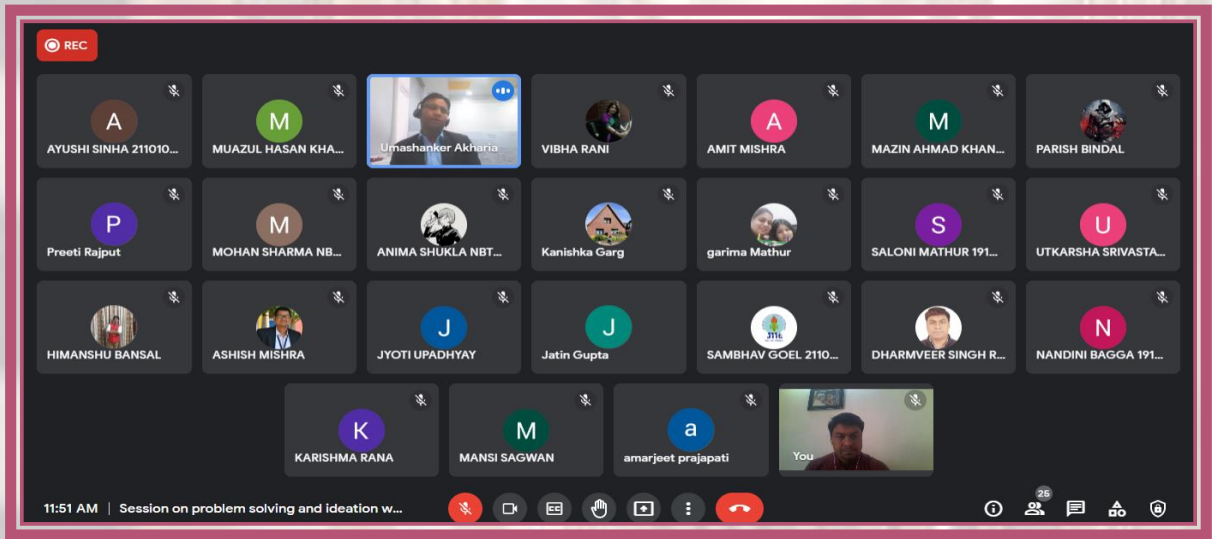 REC
A
AYUSHI SINHA 211010...
M
MUAZUL HASAN KHA...
Umashanker Akharia
VIBHA RANI
A
AMIT MISHRA
M
MAZIN AHMAD KHAN...
PARISH BINDAL
P
Preeti Rajput
M
MOHAN SHARMA NB...
ANIMA SHUKLA NBT...
Kanishka Garg
garima Mathur
S
SALONI MATHUR 191...
U
UTKARSHA SRIVASTA...
HIMANSHU BANSAL
ASHISH MISHRA
J
JYOTI UPADHYAY
J
Jatin Gupta
SAMBHAV GOEL 2110...
DHARMVEER SINGH R...
N
NANDINI BAGGA 191...
K
KARISHMA RANA
M
MANSI SAGWAN
a
amarjeet prajapati
You
11:51 AM | Session on problem solving and ideation w...
CC
25